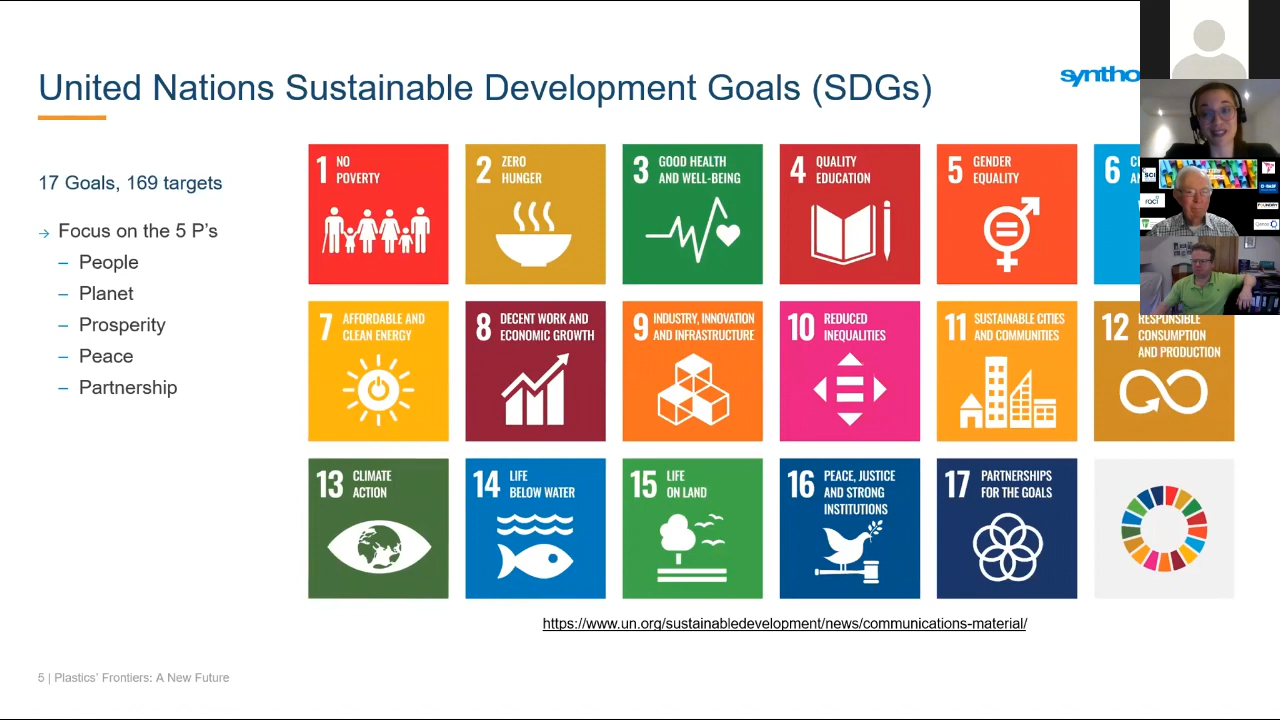 United Nations Sustainable Development Goals (SDGs)
syntho
17 Goals, 169 targets
→ Focus on the 5 P's
– People
– Planet
– Prosperity
– Peace
– Partnership
1 NO
POVERTY
2 ZERO
HUNGER
3 GOOD HEALTH
AND WELL-BEING
4 QUALITY
EDUCATION
5 GENDER
EQUALITY
6
7 AFFORDABLE AND
CLEAN ENERGY
8 DECENT WORK AND
ECONOMIC GROWTH
9 INDUSTRY, INNOVATION
AND INFRASTRUCTURE
10 REDUCED
INEQUALITIES
11 SUSTAINABLE CITIES
AND COMMUNITIES
12 RESPONSIBLE
CONSUMPTION
AND PRODUCTION
13 CLIMATE
ACTION
14 LIFE
BELOW WATER
15 LIFE
ON LAND
16 PEACE, JUSTICE
AND STRONG
INSTITUTIONS
17 PARTNERSHIPS
FOR THE GOALS
https://www.un.org/sustainabledevelopment/news/communications-material/
5 | Plastics' Frontiers: A New Future
SCI
raci